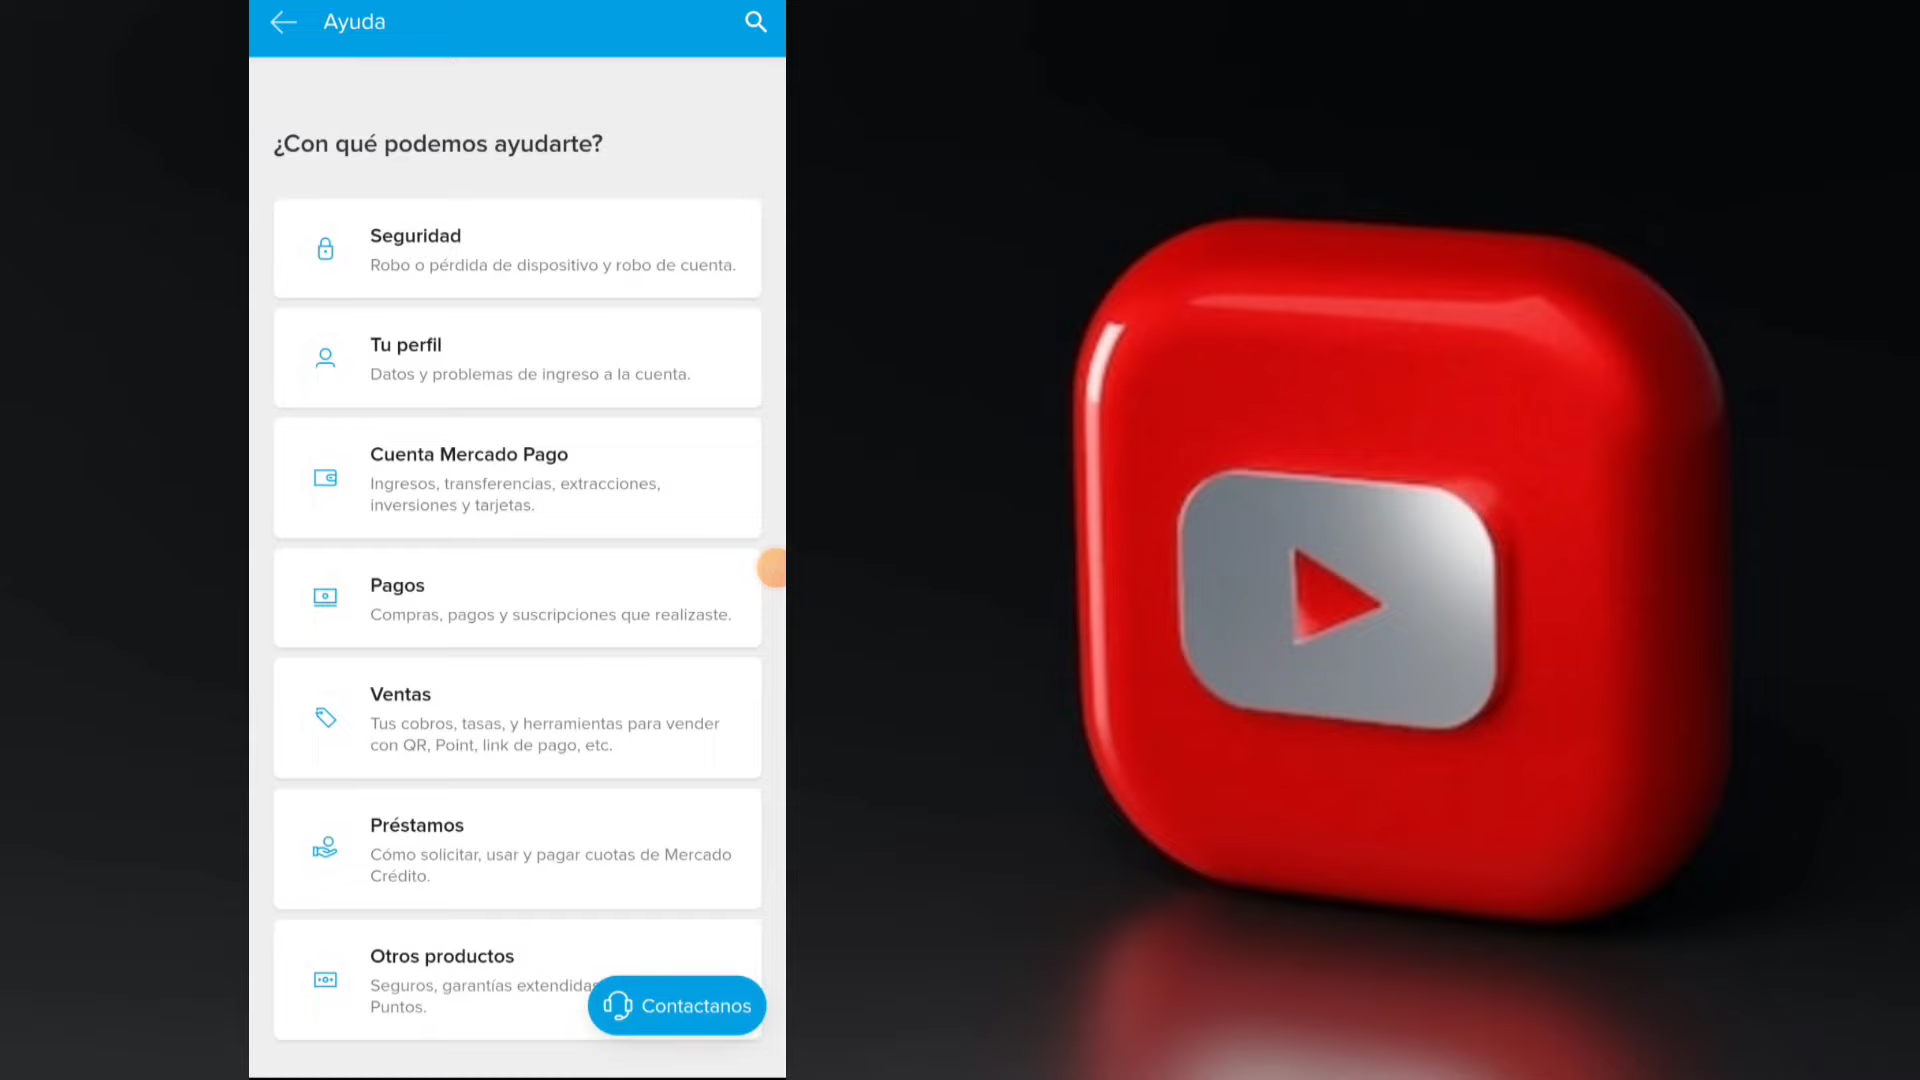 Ayuda
¿Con qué podemos ayudarte?
Seguridad
Robo o pérdida de dispositivo y robo de cuenta.
Tu perfil
Datos y problemas de ingreso a la cuenta.
Cuenta Mercado Pago
Ingresos, transferencias, extracciones,
inversiones y tarjetas.
Pagos
Compras, pagos y suscripciones que realizaste.
Ventas
Tus cobros, tasas, y herramientas para vender
con QR, Point, link de pago, etc.
Préstamos
Cómo solicitar, usar y pagar cuotas de Mercado
Crédito.
Otros productos
Seguros, garantías extendidas
Puntos.
Contactanos